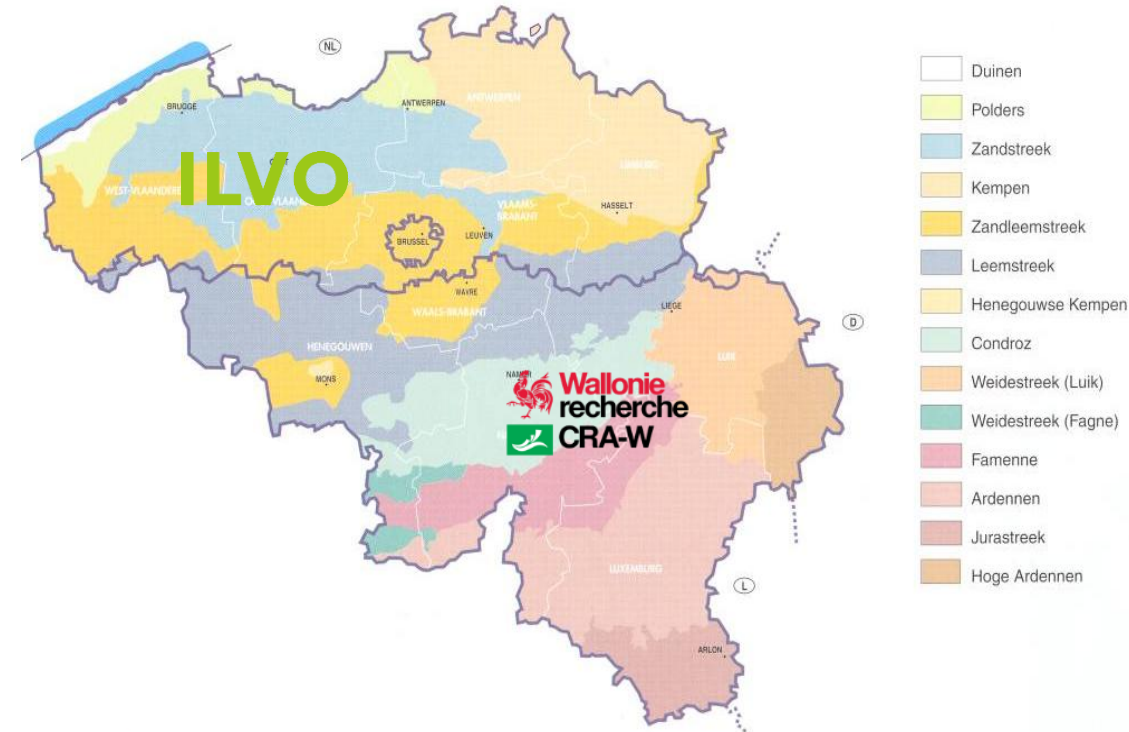 NL
BRUGGE
ANTWERPEN
ANTWERPEN
ILVO
LIMBURG
WEST-VLAANDEREN
VLAAMS-
BRABANT
HASSELT
BRUSSEL
LEUVEN
WAVRE
WAALS-BRABANT
LIEGE
D
HENEGOUWEN
LUIK
MONS
Wallonie
recherche
CRA-W
LUXEMBURG
L
ARLON
Duinen
Polders
Zandstreek
Kempen
Zandleemstreek
Leemstreek
Henegouwse Kempen
Condroz
Weidestreek (Luik)
Weidestreek (Fagne)
Famenne
Ardennen
Jurastreek
Hoge Ardennen